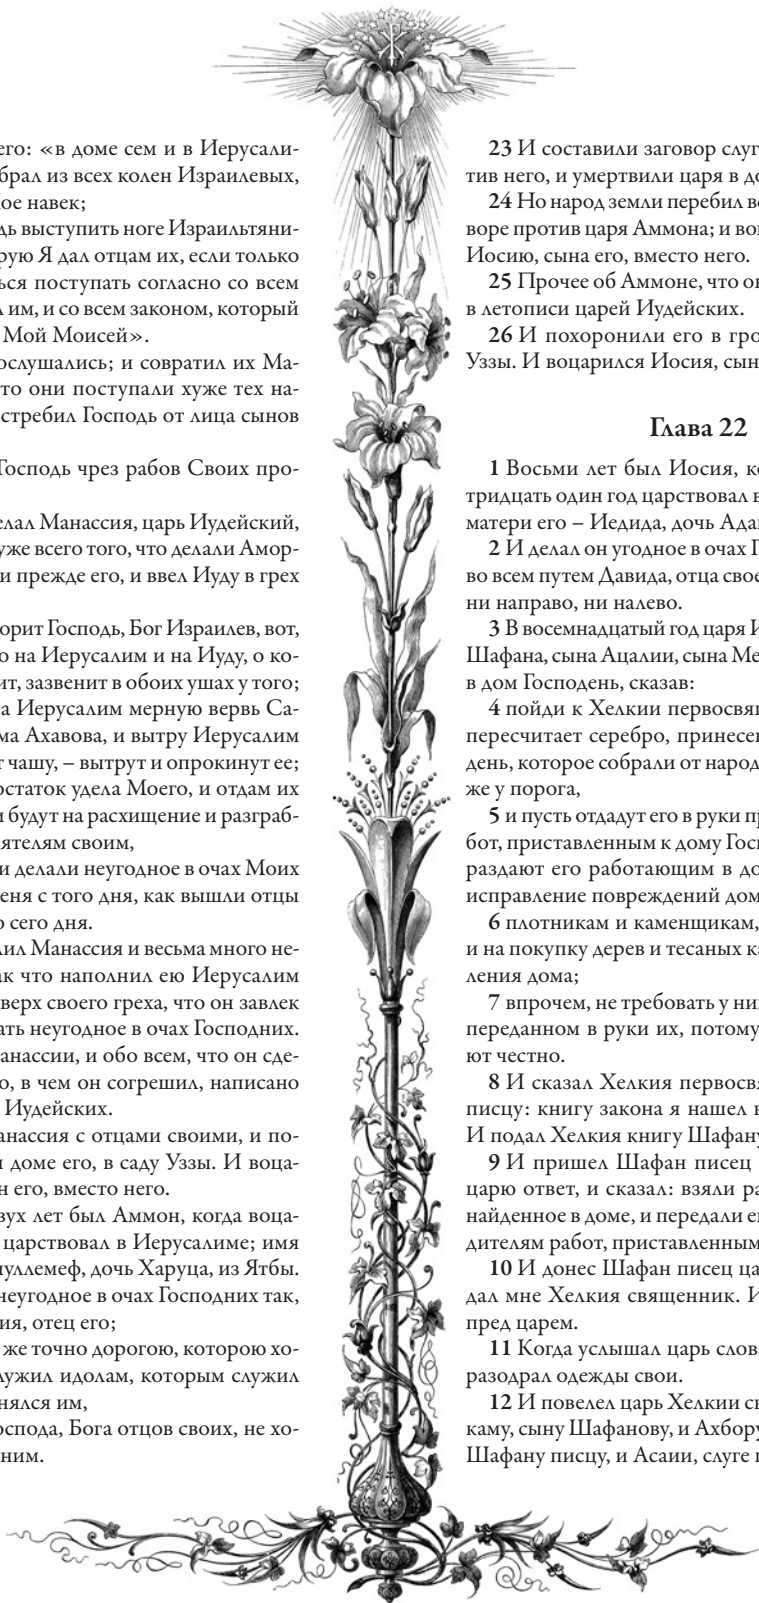 его: «в доме сем и в Иерусали-
брал из всех колен Израилевых,
ое навек;
дь выступить ноге Израильтяни-
рую Я дал отцам их, если только
ься поступать согласно со всем
л им, и со всем законом, который
Мой Моисей».
ослушались; и совратил их Ма-
то они поступали хуже тех на-
стребил Господь от лица сынов
Господь чрез рабов Своих про-
елал Манассия, царь Иудейский,
уже всего того, что делали Амор-
и прежде его, и ввел Иуду в грех
орит Господь, Бог Израилев, вот,
о на Иерусалим и на Иуду, о ко-
ит, зазвенит в обоих ушах у того;
а Иерусалим мерную вервь Са-
ма Ахавова, и вытру Иерусалим
т чашу, – вытрут и опрокинут ее;
остаток удела Моего, и отдам их
и будут на расхищение и разграб-
ятелям своим,
и делали неугодное в очах Моих
еня с того дня, как вышли отцы
о сего дня.
лил Манассия и весьма много не-
ак что наполнил ею Иерусалим
верх своего греха, что он завлек
ать неугодное в очах Господних.
анассии, и обо всем, что он сде-
о, в чем он согрешил, написано
Иудейских.
анассия с отцами своими, и по-
и доме его, в саду Уззы. И воца-
н его, вместо него.
вух лет был Аммон, когда воца-
царствовал в Иерусалиме; имя
шуллемеф, дочь Харуца, из Ятбы.
неугодное в очах Господних так,
ия, отец его;
же точно дорогою, которою хо-
лужил идолам, которым служил
нялся им,
оспода, Бога отцов своих, не хо-
ним.
23 И составили заговор слуг
тив него, и умертвили царя в до
24 Но народ земли перебил вс
воре против царя Аммона; и вог
Иосию, сына его, вместо него.
25 Прочее об Аммоне, что он
в летописи царей Иудейских.
26 И похоронили его в гро
Уззы. И воцарился Иосия, сын
Глава 22
1 Восьми лет был Иосия, ко
тридцать один год царствовал в
матери его – Иедида, дочь Адаи
2 И делал он угодное в очах Г
во всем путем Давида, отца свое
ни направо, ни налево.
3 В восемнадцатый год царя И
Шафана, сына Ацалии, сына Ме
в дом Господень, сказав:
4 пойди к Хелкии первосвящ
пересчитает серебро, принесен
день, которое собрали от народ
же у порога,
5 и пусть отдадут его в руки пр
бот, приставленным к дому Гос
раздают его работающим в до
исправление повреждений дом
6 плотникам и каменщикам,
и на покупку дерев и тесаных ка
ления дома;
7 впрочем, не требовать у них
переданном в руки их, потому
ют честно.
8 И сказал Хелкия первосвя
писцу: книгу закона я нашел в
И подал Хелкия книгу Шафану
9 И пришел Шафан писец
царю ответ, и сказал: взяли ра
найденное в доме, и передали ег
дителям работ, приставленным
10 И донес Шафан писец ца
дал мне Хелкия священник. И
пред царем.
11 Когда услышал царь слова
разодрал одежды свои.
12 И повелел царь Хелкии св
каму, сыну Шафанову, и Ахбору
Шафану писцу, и Асаии, слуге ц